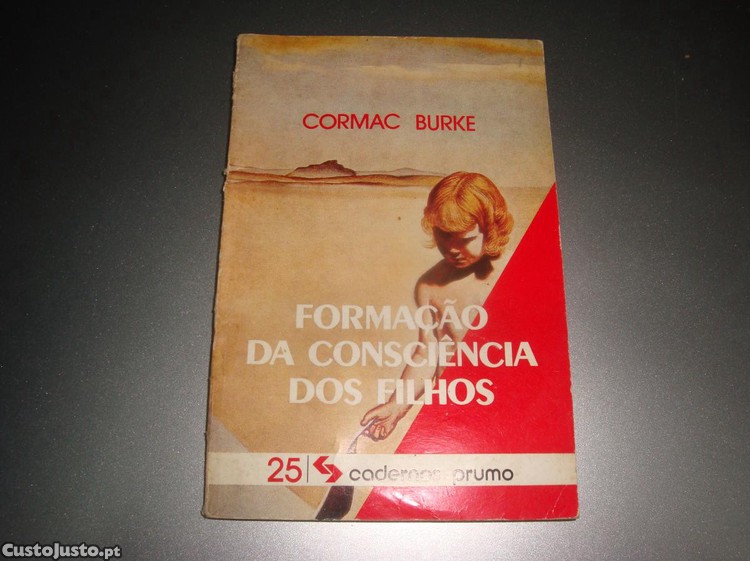 CORMAC BURKE
FORMAÇÃO
DA CONSCIÊNCIA
DOS FILHOS
25 cadernos prumo
CustoJusto.pt